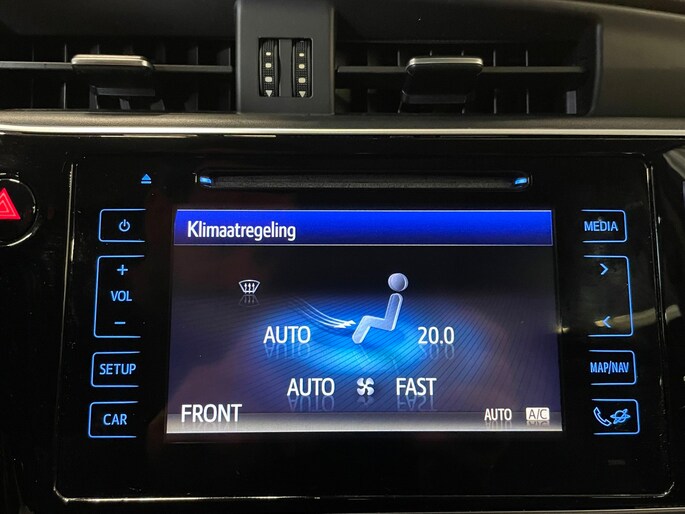 Klimaatregeling
MEDIA
+
VOL
−
AUTO
20.0
SETUP
MAP/NAV
AUTO
FAST
CAR
FRONT
AUTO
A/C